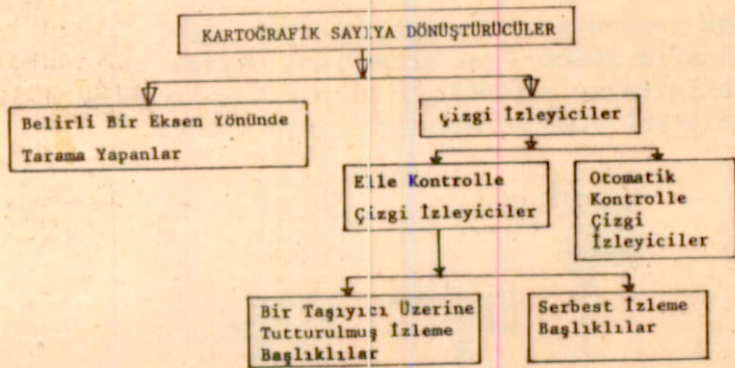 KARTOĞRAFİK SAYIYA DÖNÜŞTÜRÜCÜLER
Belirli Bir Eksen Yönünde
Tarama Yapanlar
Çizgi İzleyiciler
Elle Kontrolle
Çizgi İzleyiciler
Otomatik
Kontrolle
Çizgi
İzleyiciler
Bir Taşıyıcı Üzerine
Tutturulmuş İzleme
Başlıklılar
Serbest İzleme
Başlıklılar